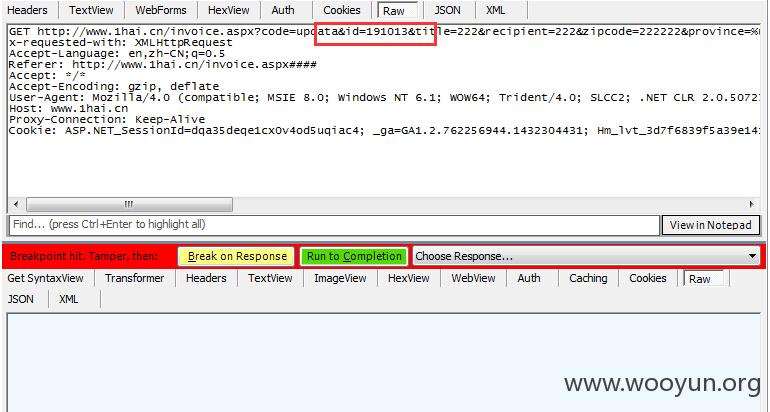 Headers TextView WebForms HexView Auth Cookies Raw JSON XML
GET http://www.1hai.cn/invoice.aspx?code=updata&id=191013&title=222&recipient=222&zipcode=222222&province=%
x-requested-with: XMLHttpRequest
Accept-Language: en,zh-CN;q=0.5
Referer: http://www.1hai.cn/invoice.aspx####
Accept: */*
Accept-Encoding: gzip, deflate
User-Agent: Mozilla/4.0 (compatible; MSIE 8.0; Windows NT 6.1; WOW64; Trident/4.0; SLCC2; .NET CLR 2.0.5072
Host: www.1hai.cn
Proxy-Connection: Keep-Alive
Cookie: ASP.NET_SessionId=dqa35deqe1cx0v4od5uqiac4; _ga=GA1.2.762256944.1432304431; Hm_lvt_3d7f6839f5a39e14
Find... (press Ctrl+Enter to highlight all) View in Notepad
Breakpoint hit. Tamper, then: Break on Response Run to Completion Choose Response...
Get SyntaxView Transformer Headers TextView ImageView HexView WebView Auth Caching Cookies Raw
JSON XML
www.wooyun.org